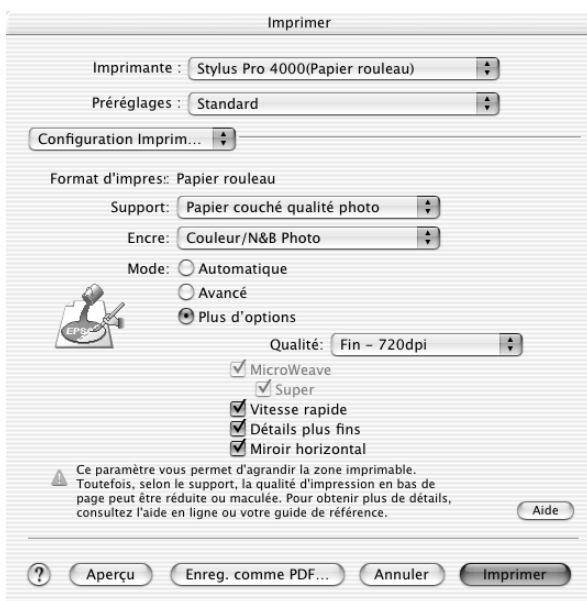 Imprimer
Imprimante : Stylus Pro 4000(Papier rouleau)
Préréglages : Standard
Configuration Imprim...
Format d'impres:: Papier rouleau
Support: Papier couché qualité photo
Encre: Couleur/N&B Photo
Mode: Automatique
Avancé
Plus d'options
EPSO
Qualité: Fin – 720dpi
MicroWeave
Super
Vitesse rapide
Détails plus fins
Miroir horizontal
Ce paramètre vous permet d'agrandir la zone imprimable.
Toutefois, selon le support, la qualité d'impression en bas de
page peut être réduite ou maculée. Pour obtenir plus de détails,
consultez l'aide en ligne ou votre guide de référence.
Aide
? Aperçu Enreg. comme PDF... Annuler Imprimer